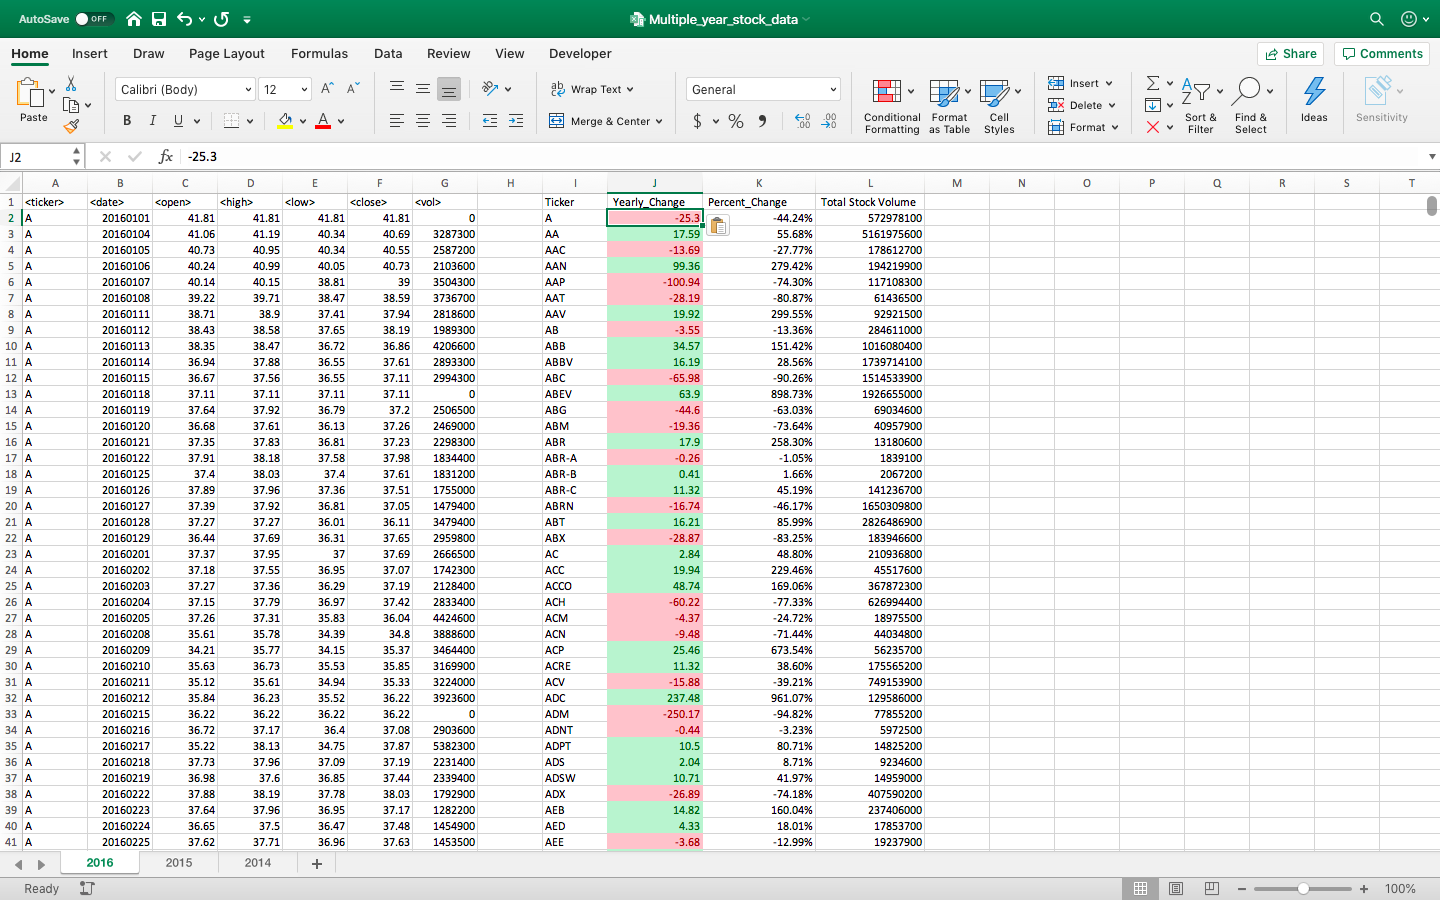 AutoSave OFF Multiple_year_stock_data
Home Insert Draw Page Layout Formulas Data Review View Developer Share Comments
Calibri (Body) 12 Wrap Text General Insert
Delete
Paste B I U Merge & Center $ % Conditional Formatting Format as Table Cell Styles Format Sort & Filter Find & Select Ideas Sensitivity
J2 fx -25.3
A B C D E F G H I J K L M N O P Q R S T
1 <ticker> <date> <open> <high> <low> <close> <vol> Ticker Yearly_Change Percent_Change Total Stock Volume
2 A 20160101 41.81 41.81 41.81 41.81 0 A -25.3 -44.24% 572978100
3 A 20160104 41.06 41.19 40.34 40.69 3287300 AA 17.59 55.68% 5161975600
4 A 20160105 40.73 40.95 40.34 40.55 2587200 AAC -13.69 -27.77% 178612700
5 A 20160106 40.24 40.99 40.05 40.73 2103600 AAN 99.36 279.42% 194219900
6 A 20160107 40.14 40.15 38.81 39 3504300 AAP -100.94 -74.30% 117108300
7 A 20160108 39.22 39.71 38.47 38.59 3736700 AAT -28.19 -80.87% 61436500
8 A 20160111 38.71 38.9 37.41 37.94 2818600 AAV 19.92 299.55% 92921500
9 A 20160112 38.43 38.58 37.65 38.19 1989300 AB -3.55 -13.36% 284611000
10 A 20160113 38.35 38.47 36.72 36.86 4206600 ABB 34.57 151.42% 1016080400
11 A 20160114 36.94 37.88 36.55 37.61 2893300 ABBV 16.19 28.56% 1739714100
12 A 20160115 36.67 37.56 36.55 37.11 2994300 ABC -65.98 -90.26% 1514533900
13 A 20160118 37.11 37.11 37.11 37.11 0 ABEV 63.9 898.73% 1926655000
14 A 20160119 37.64 37.92 36.79 37.2 2506500 ABG -44.6 -63.03% 69034600
15 A 20160120 36.68 37.61 36.13 37.26 2469000 ABM -19.36 -73.64% 40957900
16 A 20160121 37.35 37.83 36.81 37.23 2298300 ABR 17.9 258.30% 13180600
17 A 20160122 37.91 38.18 37.58 37.98 1834400 ABR-A -0.26 -1.05% 1839100
18 A 20160125 37.4 38.03 37.4 37.61 1831200 ABR-B 0.41 1.66% 2067200
19 A 20160126 37.89 37.96 37.36 37.51 1755000 ABR-C 11.32 45.19% 141236700
20 A 20160127 37.39 37.92 36.81 37.05 1479400 ABRN -16.74 -46.17% 1650309800
21 A 20160128 37.27 37.27 36.01 36.11 3479400 ABT 16.21 85.99% 2826486900
22 A 20160129 36.44 37.69 36.31 37.65 2959800 ABX -28.87 -83.25% 183946600
23 A 20160201 37.37 37.95 37 37.69 2666500 AC 2.84 48.80% 210936800
24 A 20160202 37.18 37.55 36.95 37.07 1742300 ACC 19.94 229.46% 45517600
25 A 20160203 37.27 37.36 36.29 37.19 2128400 ACCO 48.74 169.06% 367872300
26 A 20160204 37.15 37.79 36.97 37.42 2833400 ACH -60.22 -77.33% 626994400
27 A 20160205 37.26 37.31 35.83 36.04 4424600 ACM -4.37 -24.72% 18975500
28 A 20160208 35.61 35.78 34.39 34.8 3888600 ACN -9.48 -71.44% 44034800
29 A 20160209 34.21 35.77 34.15 35.37 3464400 ACP 25.46 673.54% 56235700
30 A 20160210 35.63 36.73 35.53 35.85 3169900 ACRE 11.32 38.60% 175565200
31 A 20160211 35.12 35.61 34.94 35.33 3224000 ACV -15.88 -39.21% 749153900
32 A 20160212 35.84 36.23 35.52 36.22 3923600 ADC 237.48 961.07% 129586000
33 A 20160215 36.22 36.22 36.22 36.22 0 ADM -250.17 -94.82% 77855200
34 A 20160216 36.72 37.17 36.4 37.08 2903600 ADNT -0.44 -3.23% 5972500
35 A 20160217 35.22 38.13 34.75 37.87 5382300 ADPT 10.5 80.71% 14825200
36 A 20160218 37.73 37.96 37.09 37.19 2231400 ADS 2.04 8.71% 9234600
37 A 20160219 36.98 37.6 36.85 37.44 2339400 ADSW 10.71 41.97% 14959000
38 A 20160222 37.88 38.19 37.78 38.03 1792900 ADX -26.89 -74.18% 407590200
39 A 20160223 37.64 37.96 36.95 37.17 1282200 AEB 14.82 160.04% 237406000
40 A 20160224 36.65 37.5 36.47 37.48 1454900 AED 4.33 18.01% 17853700
41 A 20160225 37.62 37.71 36.96 37.63 1453500 AEE -3.68 -12.99% 19237900
2016 2015 2014 +
Ready 100%